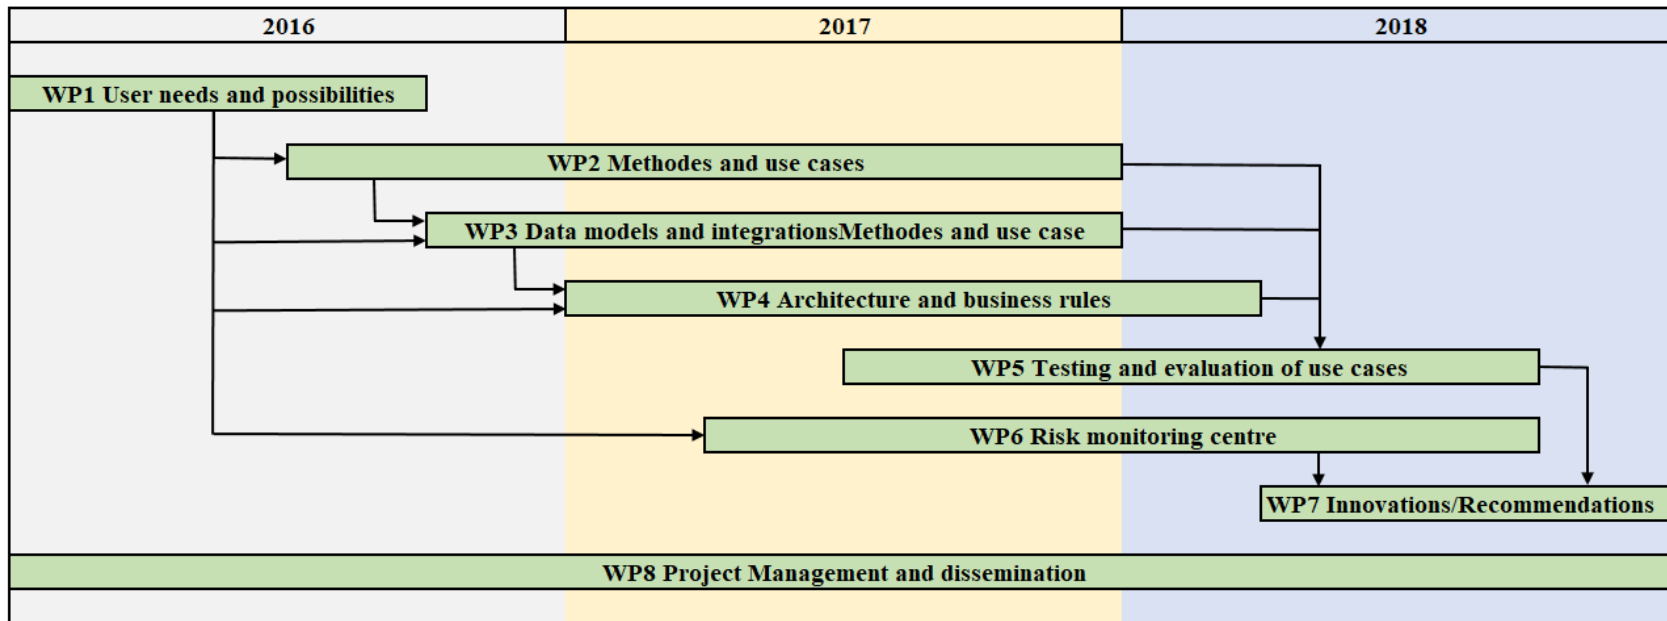 2016 2017 2018
WP1 User needs and possibilities
WP2 Methodes and use cases
WP3 Data models and integrationsMethodes and use case
WP4 Architecture and business rules
WP5 Testing and evaluation of use cases
WP6 Risk monitoring centre
WP7 Innovations/Recommendations
WP8 Project Management and dissemination